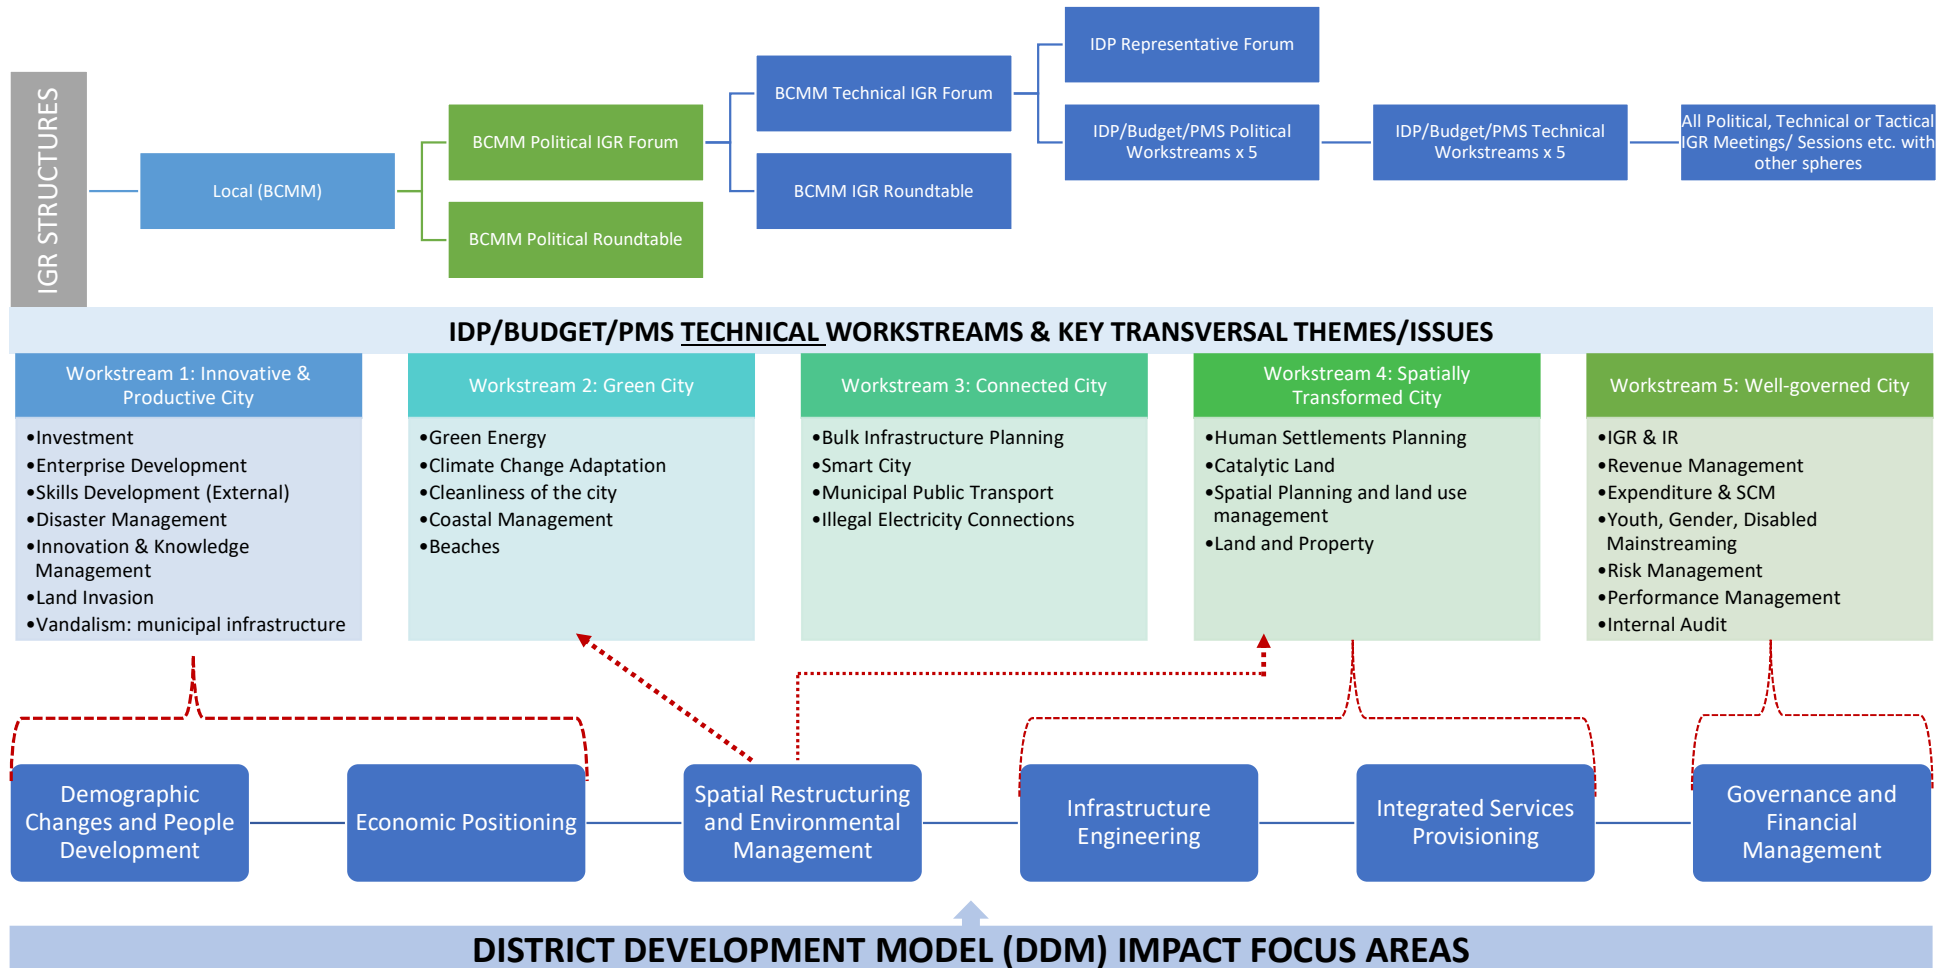 IGR STRUCTURES
Local (BCMM)
BCMM Political IGR Forum
BCMM Political Roundtable
BCMM Technical IGR Forum
BCMM IGR Roundtable
IDP Representative Forum
IDP/Budget/PMS Political
Workstreams x 5
IDP/Budget/PMS Technical
Workstreams x 5
All Political, Technical or Tactical
IGR Meetings/ Sessions etc. with
other spheres
IDP/BUDGET/PMS TECHNICAL WORKSTREAMS & KEY TRANSVERSAL THEMES/ISSUES
Workstream 1: Innovative &
Productive City
•Investment
•Enterprise Development
•Skills Development (External)
•Disaster Management
•Innovation & Knowledge
Management
•Land Invasion
•Vandalism: municipal infrastructure
Workstream 2: Green City
•Green Energy
•Climate Change Adaptation
•Cleanliness of the city
•Coastal Management
•Beaches
Workstream 3: Connected City
•Bulk Infrastructure Planning
•Smart City
•Municipal Public Transport
•Illegal Electricity Connections
Workstream 4: Spatially
Transformed City
•Human Settlements Planning
•Catalytic Land
•Spatial Planning and land use
management
•Land and Property
Workstream 5: Well-governed City
•IGR & IR
•Revenue Management
•Expenditure & SCM
•Youth, Gender, Disabled
Mainstreaming
•Risk Management
•Performance Management
•Internal Audit
Demographic
Changes and People
Development
Economic Positioning
Spatial Restructuring
and Environmental
Management
Infrastructure
Engineering
Integrated Services
Provisioning
Governance and
Financial
Management
DISTRICT DEVELOPMENT MODEL (DDM) IMPACT FOCUS AREAS